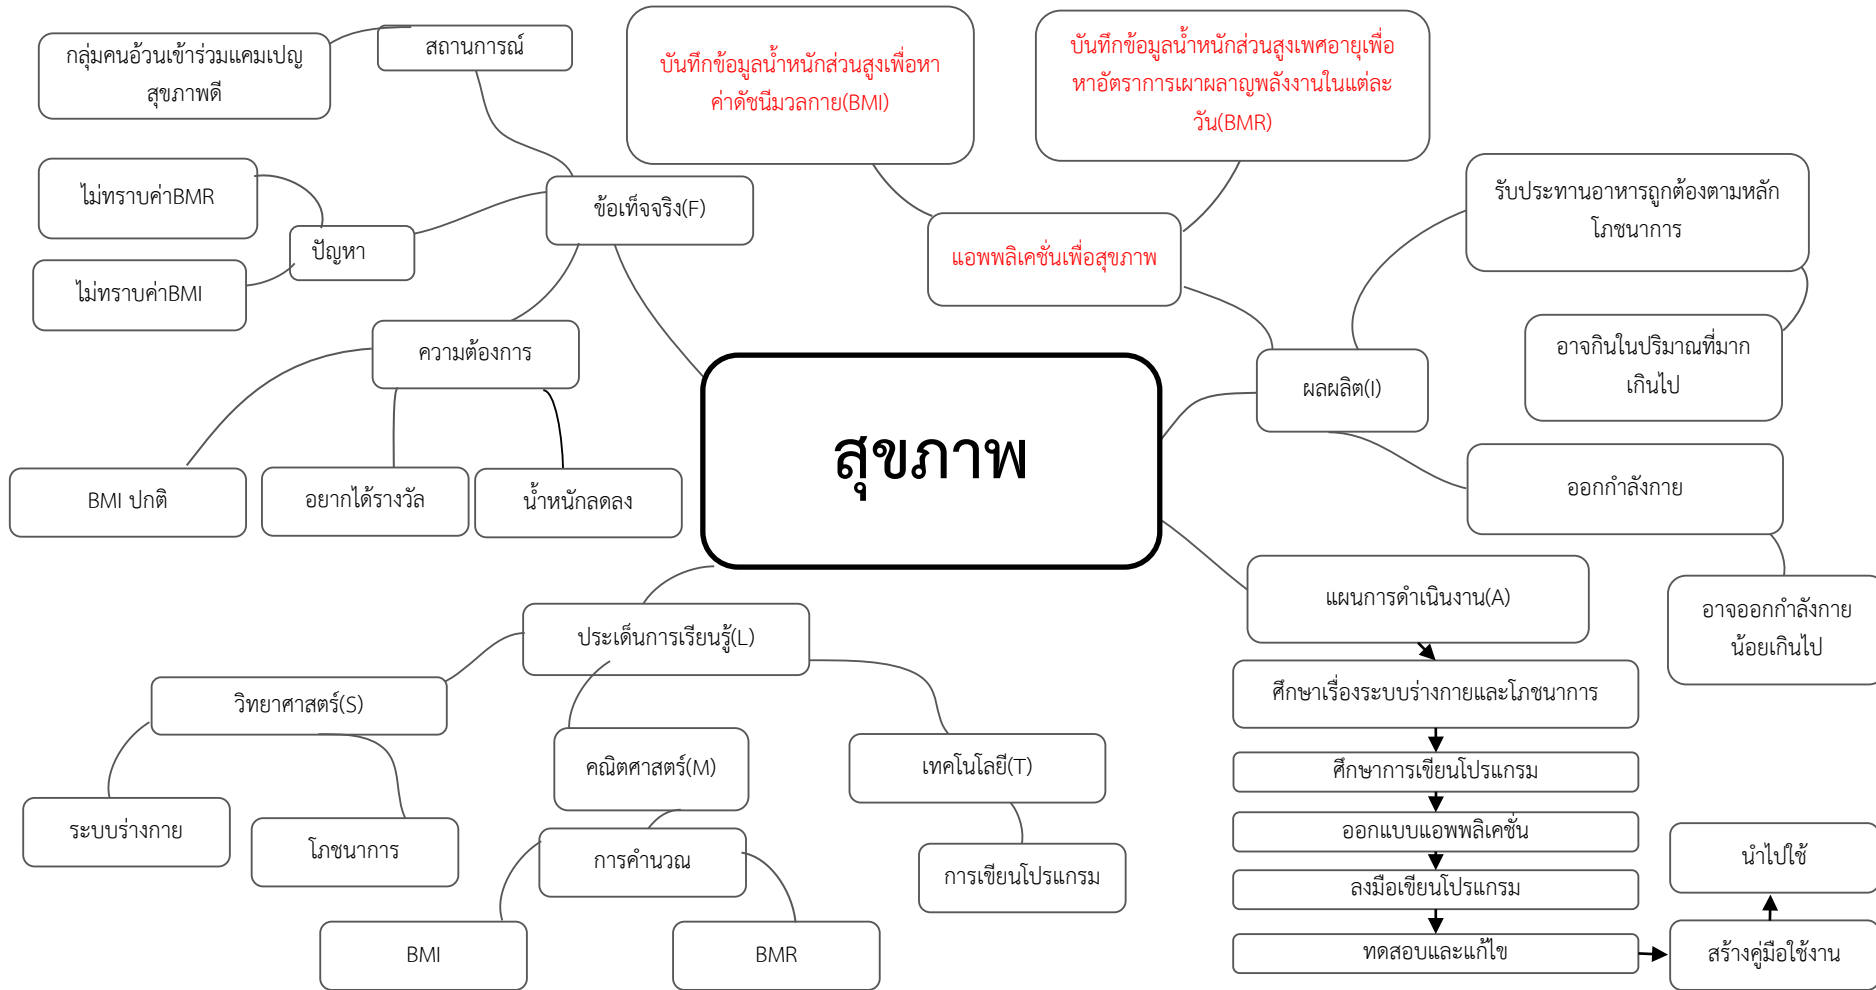 กลุ่มคนอ้วนเข้าร่วมแคมเปญ
สุขภาพดี
สถานการณ์
บันทึกข้อมูลน้ำหนักส่วนสูงเพื่อหา
ค่าดัชนีมวลกาย(BMI)
บันทึกข้อมูลน้ำหนักส่วนสูงเพศอายุเพื่อ
หาอัตราการเผาผลาญพลังงานในแต่ละ
วัน(BMR)
ไม่ทราบค่าBMR
ข้อเท็จจริง(F)
ปัญหา
ไม่ทราบค่าBMI
แอพพลิเคชั่นเพื่อสุขภาพ
รับประทานอาหารถูกต้องตามหลัก
โภชนาการ
อาจกินในปริมาณที่มาก
เกินไป
ความต้องการ
ผลผลิต(I)
สุขภาพ
BMI ปกติ
อยากได้รางวัล
น้ำหนักลดลง
ออกกำลังกาย
อาจออกกำลังกาย
น้อยเกินไป
แผนการดำเนินงาน(A)
ประเด็นการเรียนรู้(L)
วิทยาศาสตร์(S)
คณิตศาสตร์(M)
เทคโนโลยี(T)
ระบบร่างกาย
โภชนาการ
การคำนวณ
การเขียนโปรแกรม
BMI
BMR
ศึกษาเรื่องระบบร่างกายและโภชนาการ
ศึกษาการเขียนโปรแกรม
ออกแบบแอพพลิเคชั่น
ลงมือเขียนโปรแกรม
ทดสอบและแก้ไข
สร้างคู่มือใช้งาน
นำไปใช้